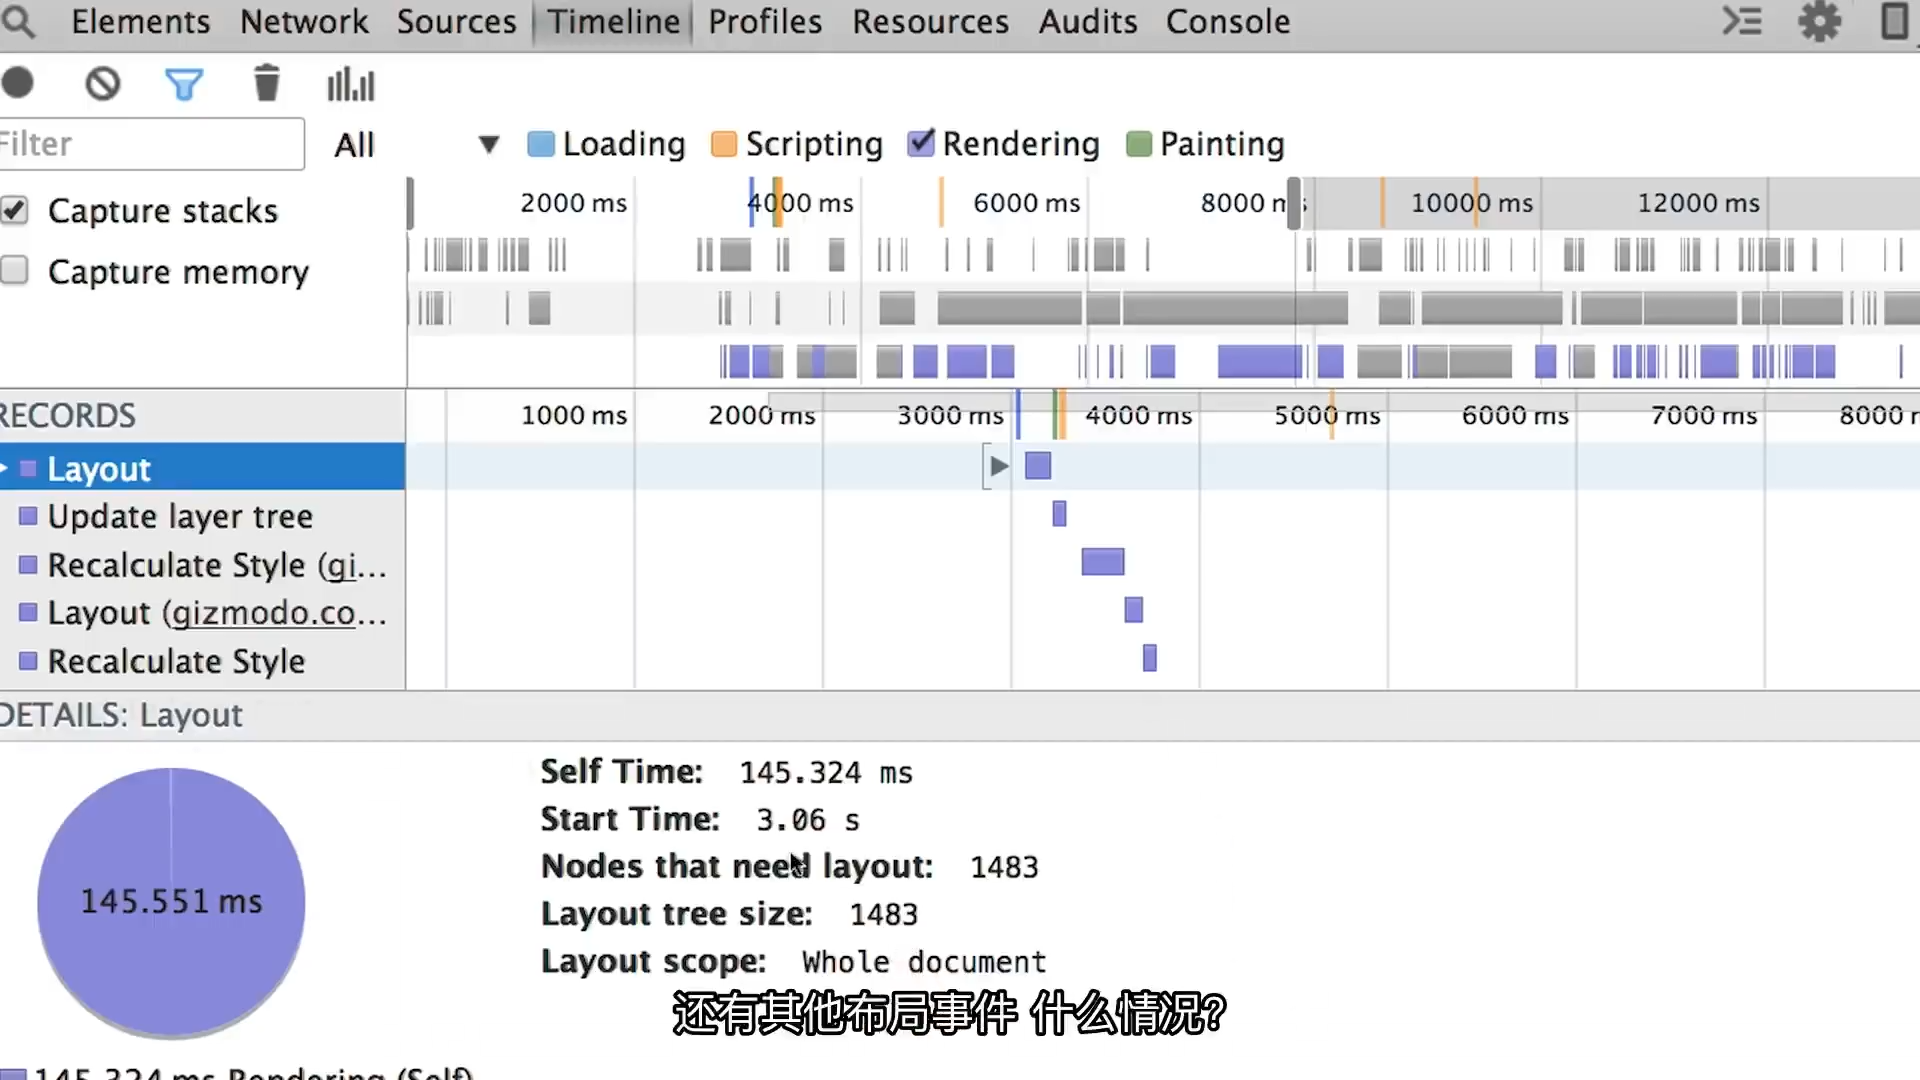 Elements Network Sources Timeline Profiles Resources Audits Console
Filter All Loading Scripting Rendering Painting
2000 ms 4000 ms 6000 ms 8000 10000 ms 12000 ms
Capture stacks
Capture memory
RECORDS 1000 ms 2000 ms 3000 ms 4000 ms 5000 ms 6000 ms 7000 ms 8000
Layout
Update layer tree
Recalculate Style (gi...
Layout (gizmodo.co...
Recalculate Style
DETAILS: Layout
Self Time: 145.324 ms
Start Time: 3.06 s
Nodes that need layout: 1483
Layout tree size: 1483
Layout scope: Whole document
145.551 ms
还有其他布局事件 什么情况?
145.324 ms Rendering (Self)